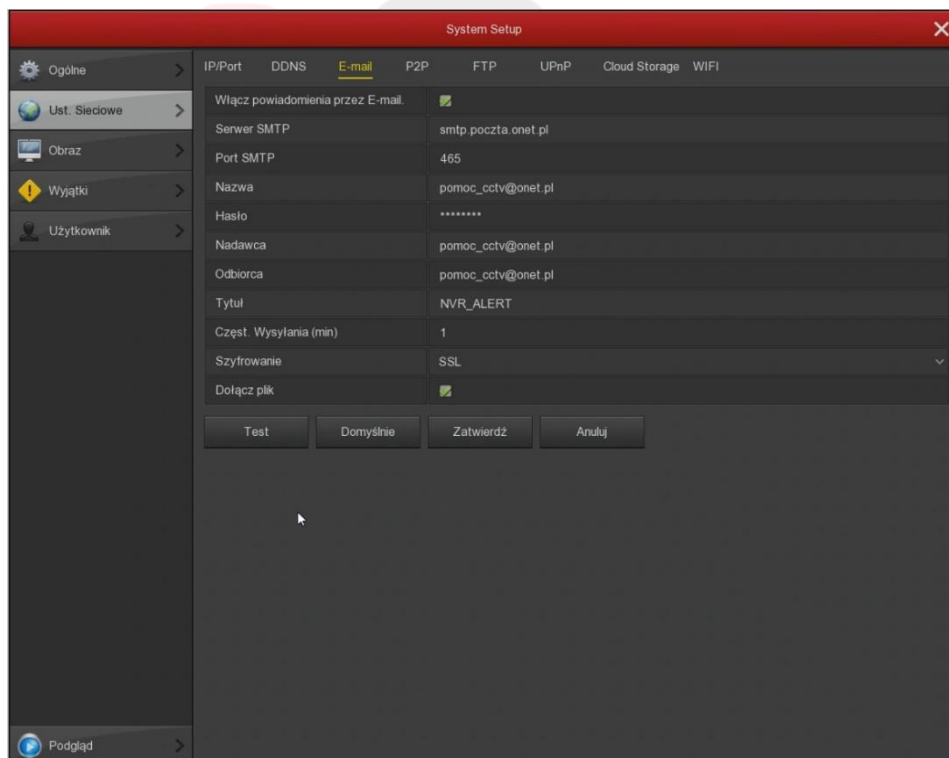 System Setup
Ogólne
Ust. Sieciowe
Obraz
Wyjątki
Użytkownik
IP/Port DDNS E-mail P2P FTP UPnP Cloud Storage WIFI
Włącz powiadomienia przez E-mail.
Serwer SMTP smtp.poczta.onet.pl
Port SMTP 465
Nazwa pomoc_cctv@onet.pl
Hasło ********
Nadawca pomoc_cctv@onet.pl
Odbiorca pomoc_cctv@onet.pl
Tytuł NVR_ALERT
Częst. Wysyłania (min) 1
Szyfrowanie SSL
Dołącz plik
Test Domyślnie Zatwierdź Anuluj
Podgląd